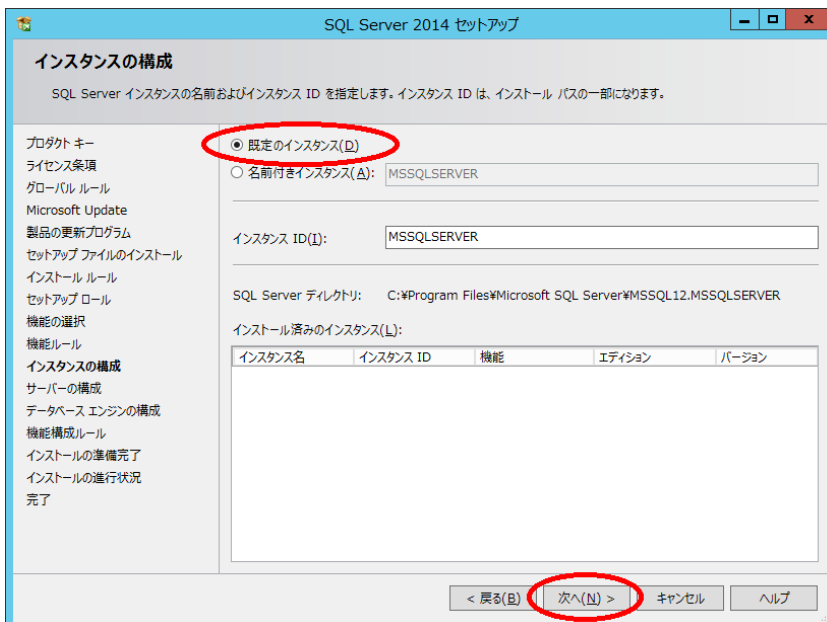 SQL Server 2014 セットアップ
インスタンスの構成
SQL Server インスタンスの名前およびインスタンス ID を指定します。インスタンス ID は、インストール パスの一部になります。
プロダクト キー
ライセンス条項
グローバル ルール
Microsoft Update
製品の更新プログラム
セットアップ ファイルのインストール
インストール ルール
セットアップ ロール
機能の選択
機能ルール
インスタンスの構成
サーバーの構成
データベース エンジンの構成
機能構成ルール
インストールの準備完了
インストールの進行状況
完了
既定のインスタンス(D)
名前付きインスタンス(A): MSSQLSERVER
インスタンス ID(I): MSSQLSERVER
SQL Server ディレクトリ: C:¥Program Files¥Microsoft SQL Server¥MSSQL12.MSSQLSERVER
インストール済みのインスタンス(L):
インスタンス名 インスタンス ID 機能 エディション バージョン
< 戻る(B) 次へ(N) > キャンセル ヘルプ